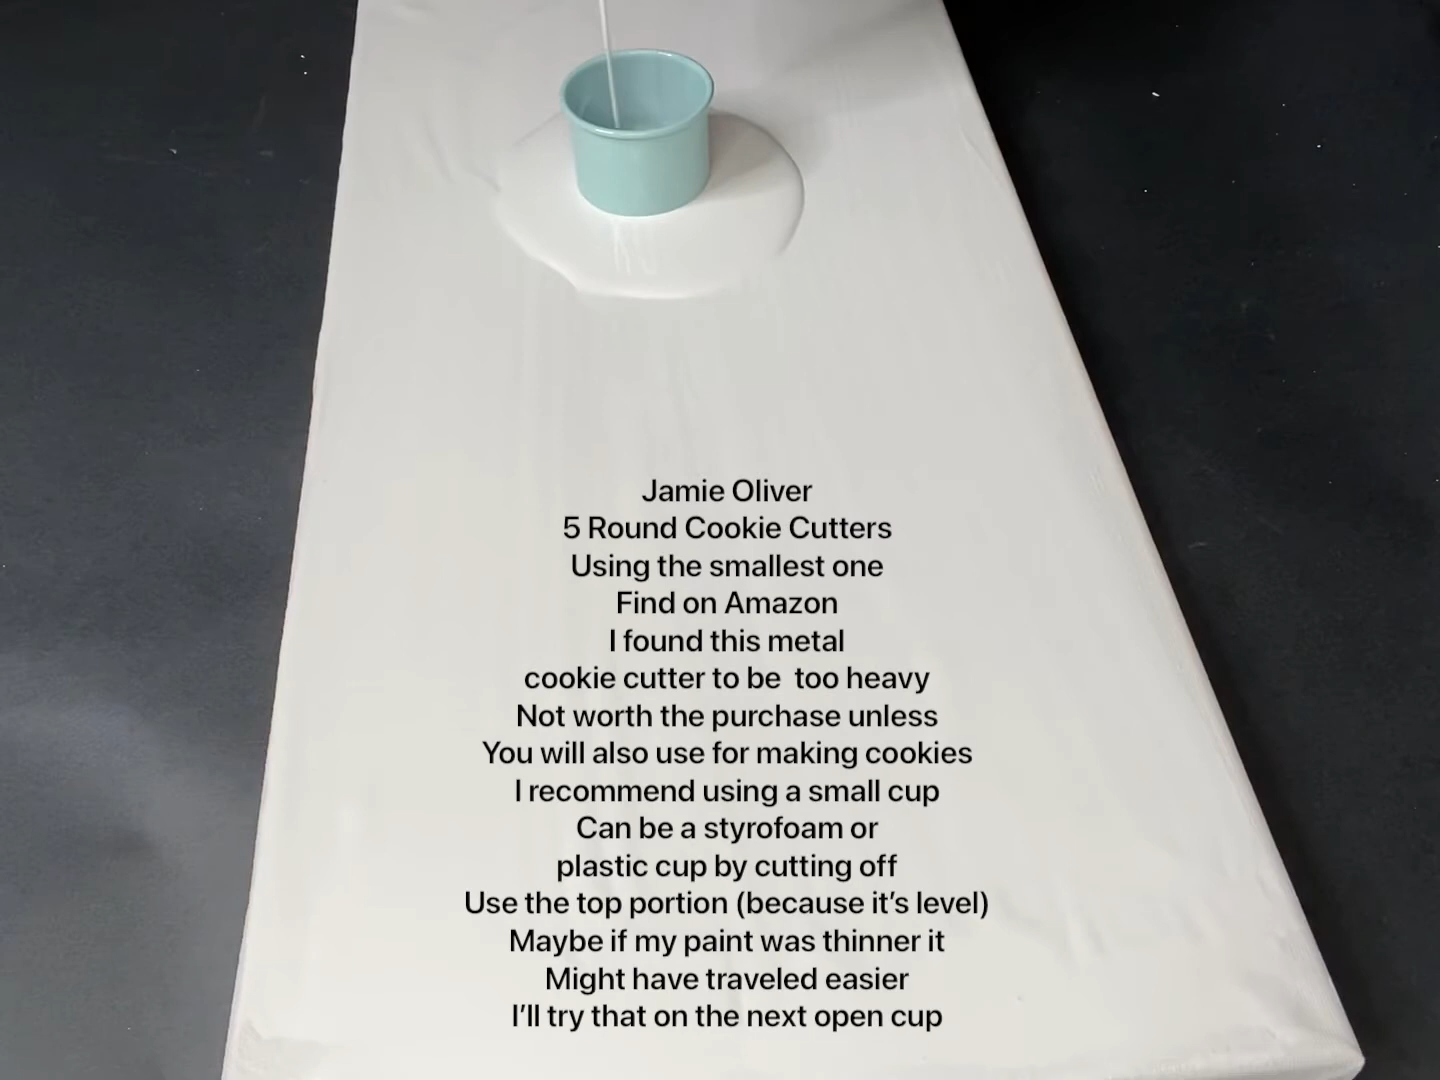 Jamie Oliver
5 Round Cookie Cutters
Using the smallest one
Find on Amazon
I found this metal
cookie cutter to be  too heavy
Not worth the purchase unless
You will also use for making cookies
I recommend using a small cup
Can be a styrofoam or
plastic cup by cutting off
Use the top portion (because it’s level)
Maybe if my paint was thinner it
Might have traveled easier
I’ll try that on the next open cup